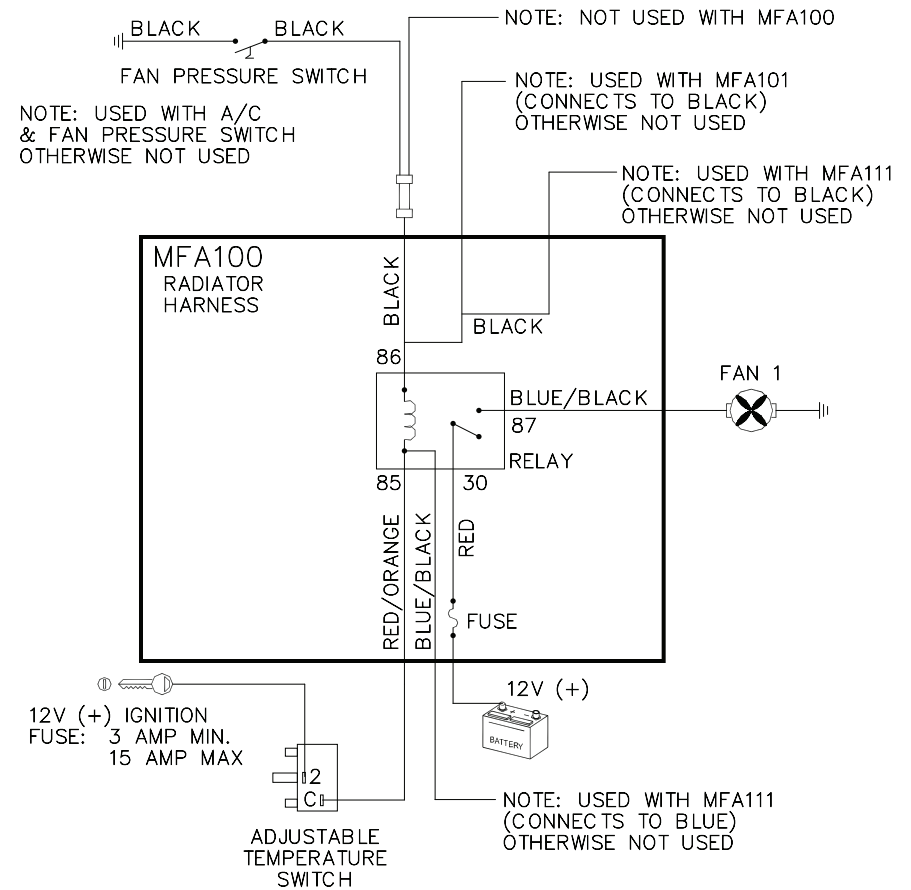 BLACK
BLACK
FAN PRESSURE SWITCH
NOTE: USED WITH A/C
& FAN PRESSURE SWITCH
OTHERWISE NOT USED
NOTE: NOT USED WITH MFA100
NOTE: USED WITH MFA101
(CONNECTS TO BLACK)
OTHERWISE NOT USED
NOTE: USED WITH MFA111
(CONNECTS TO BLACK)
OTHERWISE NOT USED
MFA100
RADIATOR
HARNESS
BLACK
BLACK
86
BLUE/BLACK
87
FAN 1
RELAY
85
30
RED/ORANGE
BLUE/BLACK
RED
FUSE
12V (+)
BATTERY
12V (+) IGNITION
FUSE: 3 AMP MIN.
15 AMP MAX
2
C
ADJUSTABLE
TEMPERATURE
SWITCH
NOTE: USED WITH MFA111
(CONNECTS TO BLUE)
OTHERWISE NOT USED